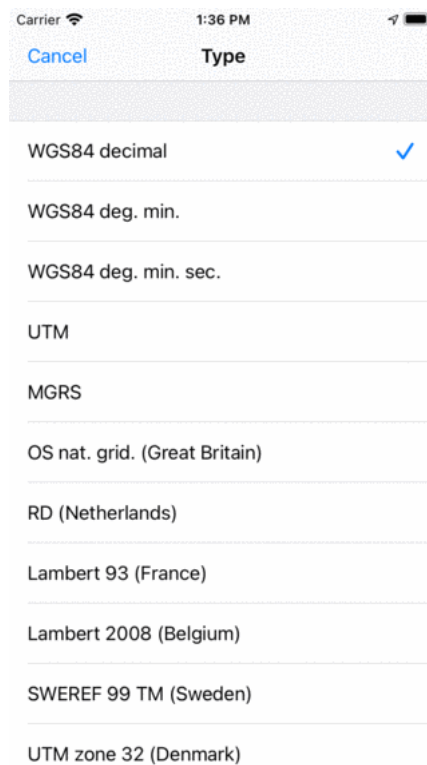 Carrier 1:36 PM
Cancel Type
WGS84 decimal
WGS84 deg. min.
WGS84 deg. min. sec.
UTM
MGRS
OS nat. grid. (Great Britain)
RD (Netherlands)
Lambert 93 (France)
Lambert 2008 (Belgium)
SWEREF 99 TM (Sweden)
UTM zone 32 (Denmark)